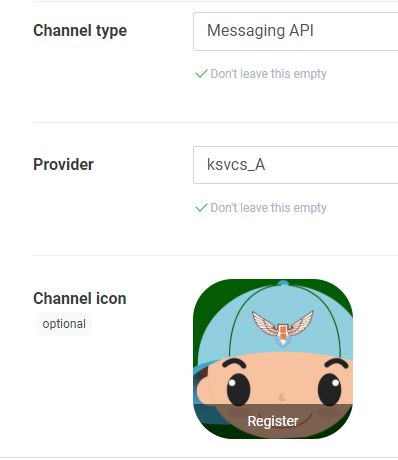 Channel type
Messaging API
Don't leave this empty
Provider
ksvcs_A
Don't leave this empty
Channel icon
optional
Register